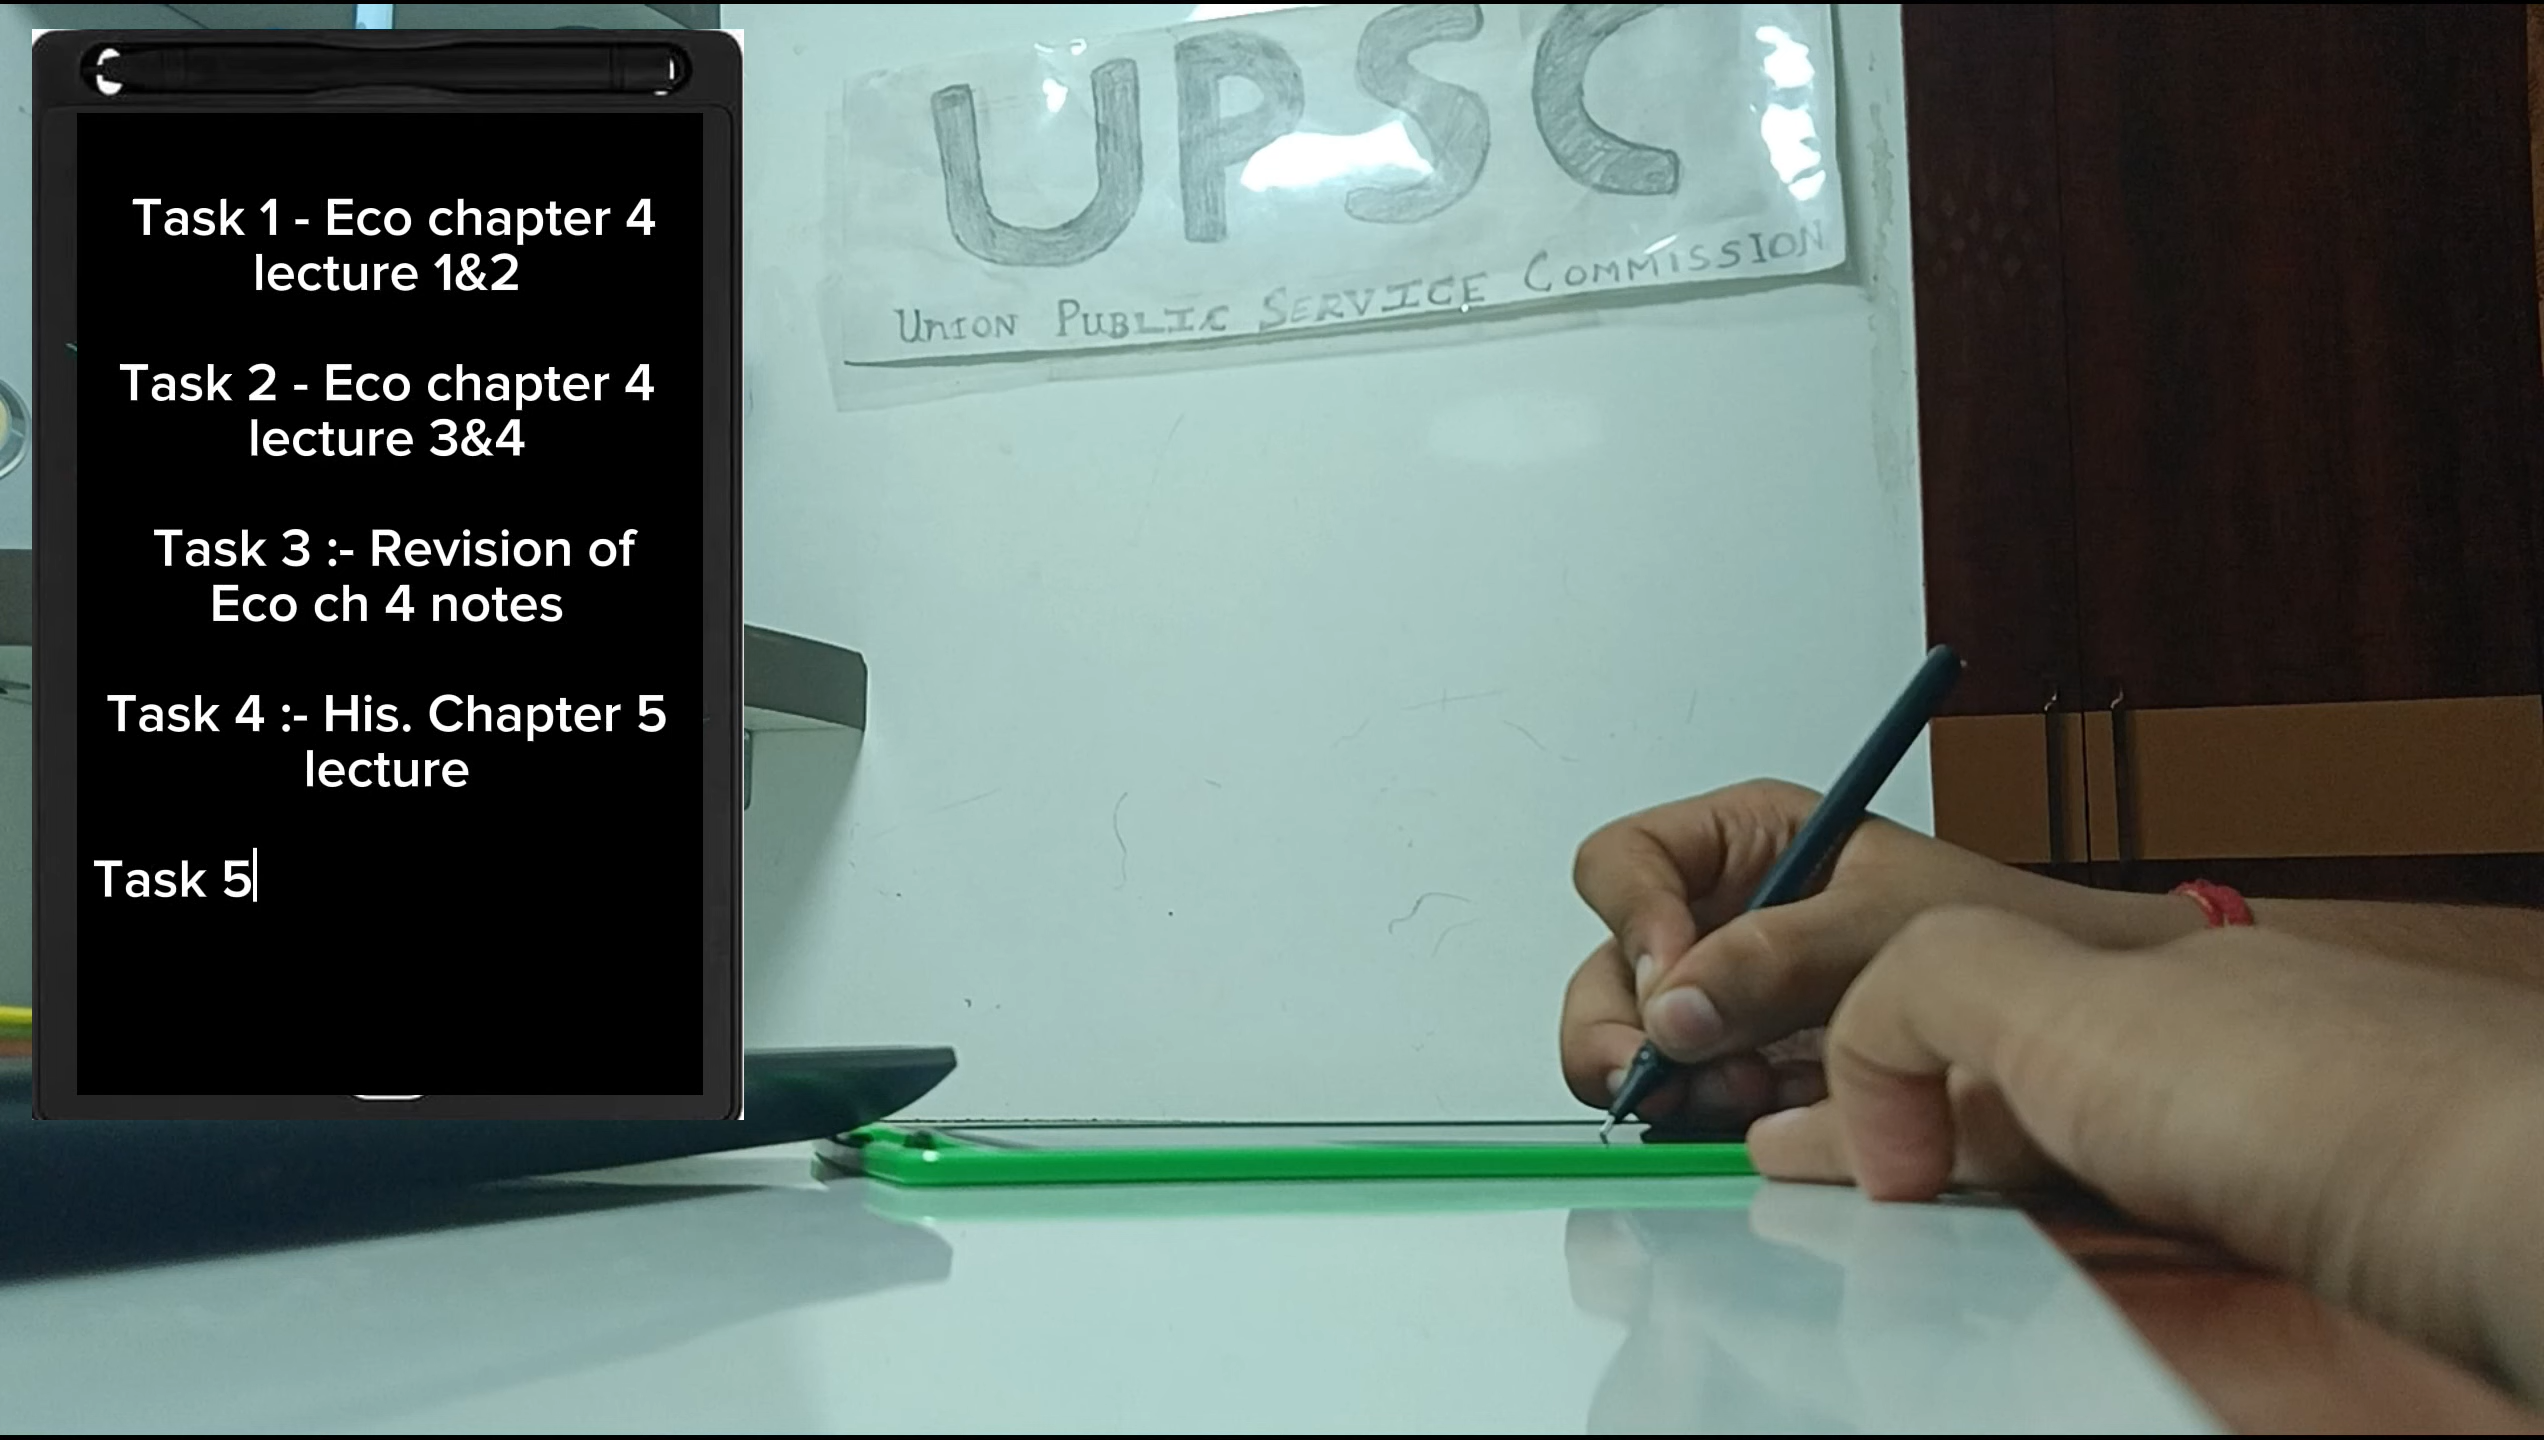 Task 1 - Eco chapter 4
lecture 1&2
Task 2 - Eco chapter 4
lecture 3&4
Task 3 :- Revision of
Eco ch 4 notes
Task 4 :- His. Chapter 5
lecture
Task 5
UPSC
UNION PUBLIC SERVICE COMMISSION